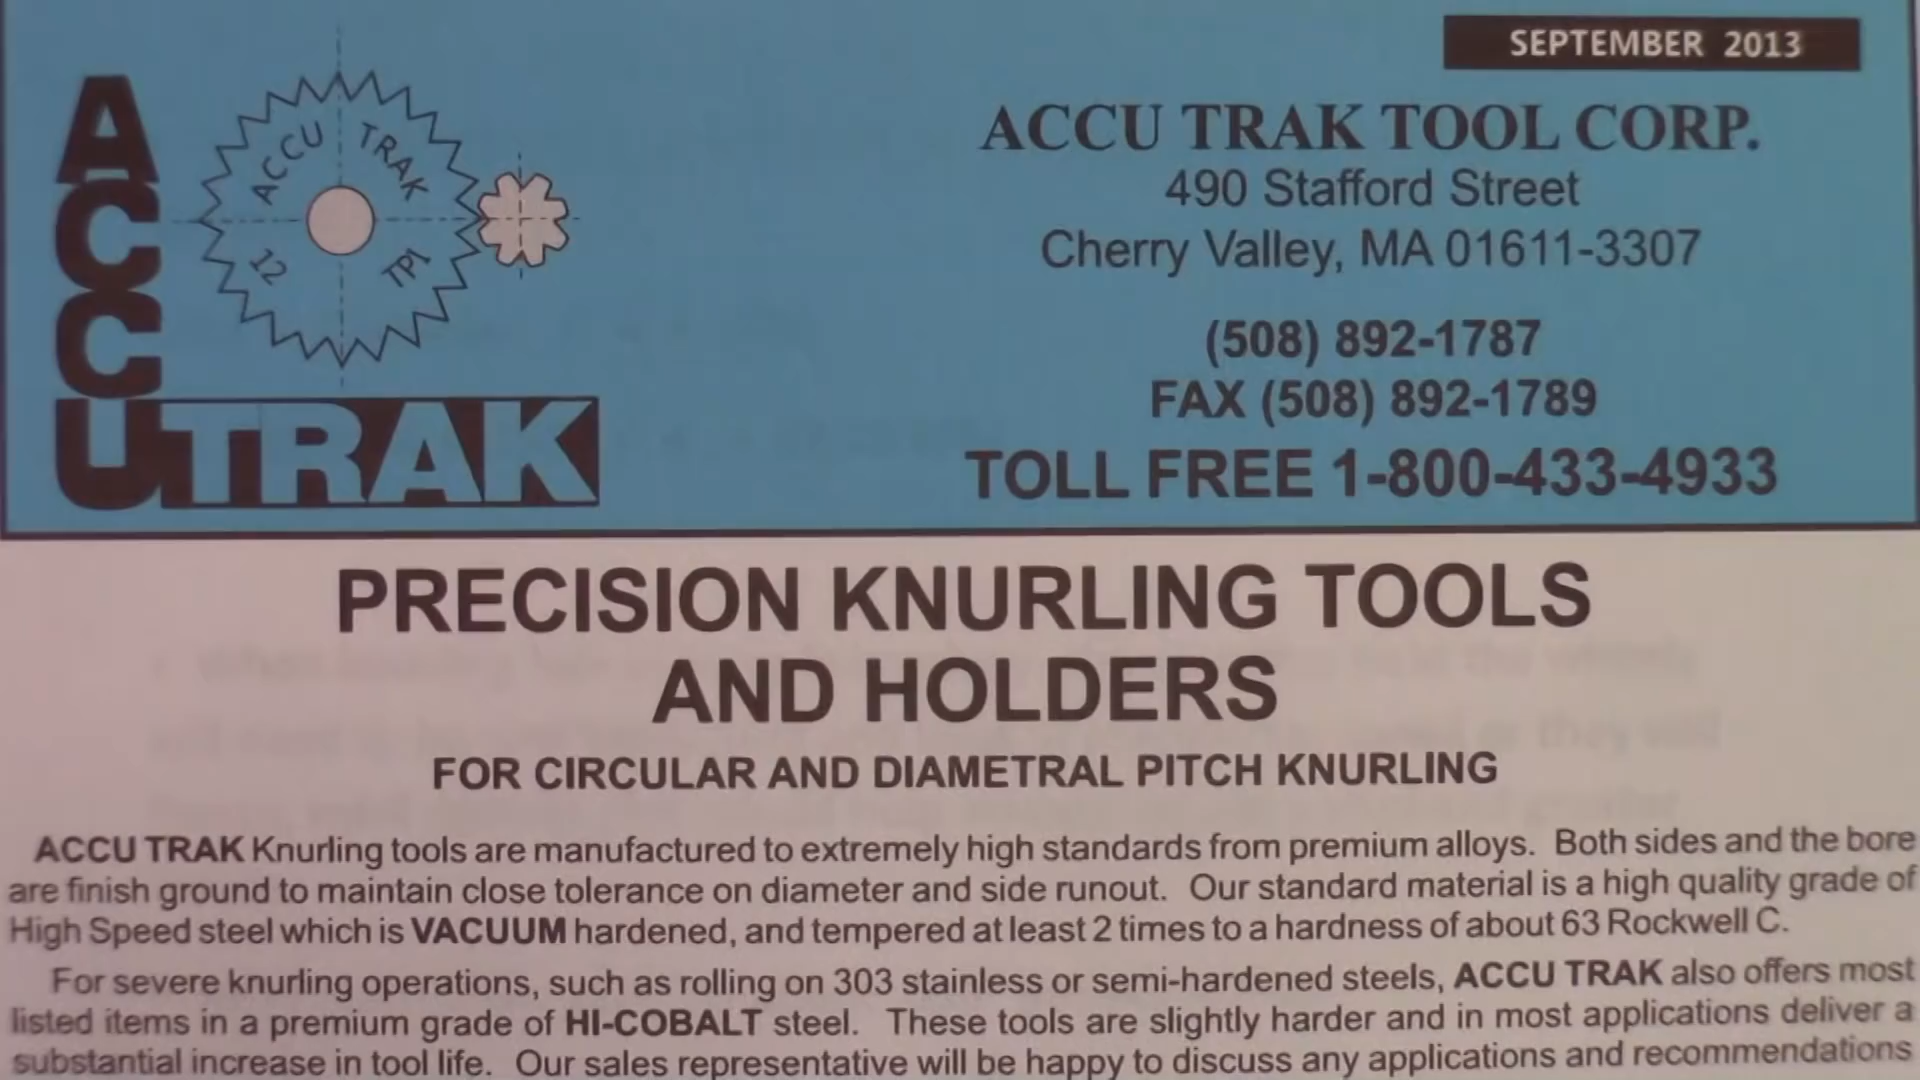 SEPTEMBER 2013
ACCU TRAK
12 TPI
ACCU TRAK
ACCU TRAK TOOL CORP.
490 Stafford Street
Cherry Valley, MA 01611-3307
(508) 892-1787
FAX (508) 892-1789
TOLL FREE 1-800-433-4933
PRECISION KNURLING TOOLS
AND HOLDERS
FOR CIRCULAR AND DIAMETRAL PITCH KNURLING
ACCU TRAK Knurling tools are manufactured to extremely high standards from premium alloys. Both sides and the bore
are finish ground to maintain close tolerance on diameter and side runout. Our standard material is a high quality grade of
High Speed steel which is VACUUM hardened, and tempered at least 2 times to a hardness of about 63 Rockwell C.
For severe knurling operations, such as rolling on 303 stainless or semi-hardened steels, ACCU TRAK also offers most
listed items in a premium grade of HI-COBALT steel. These tools are slightly harder and in most applications deliver a
substantial increase in tool life. Our sales representative will be happy to discuss any applications and recommendations